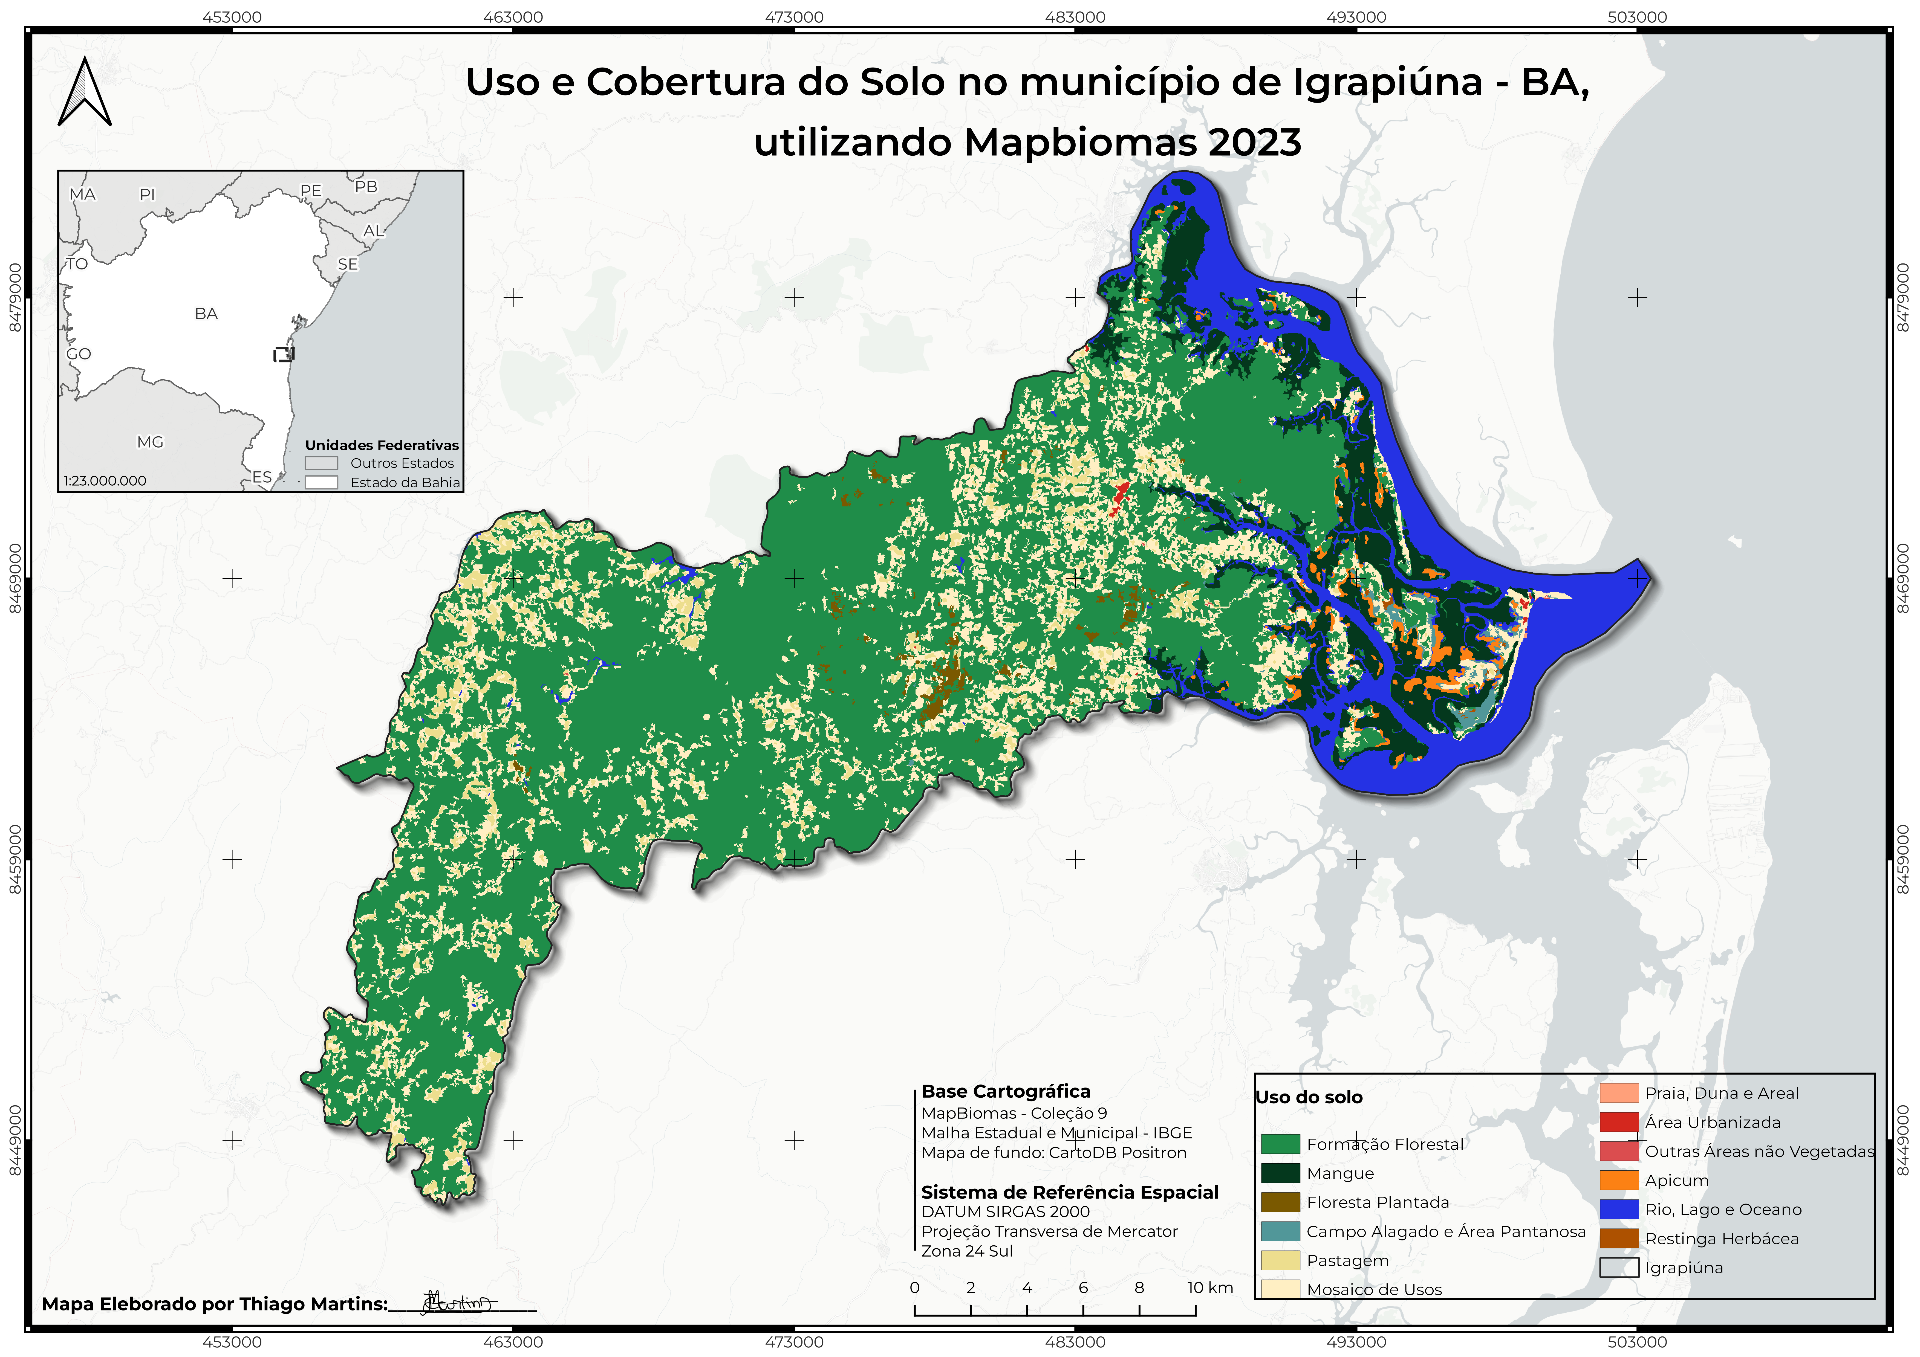 453000
463000
473000
483000
493000
503000
Uso e Cobertura do Solo no município de Igrapiúna - BA,
utilizando Mapbiomas 2023
MA
PI
PE
PB
AL
SE
TO
BA
GO
MG
ES
Unidades Federativas
Outros Estados
Estado da Bahia
1:23.000.000
8479000
8479000
8469000
8469000
8459000
8459000
8449000
8449000
Base Cartográfica
MapBiomas - Coleção 9
Malha Estadual e Municipal - IBGE
Mapa de fundo: CartoDB Positron
Sistema de Referência Espacial
DATUM SIRGAS 2000
Projeção Transversa de Mercator
Zona 24 Sul
0 2 4 6 8 10 km
Uso do solo
Formação Florestal
Mangue
Floresta Plantada
Campo Alagado e Área Pantanosa
Pastagem
Mosaico de Usos
Praia, Duna e Areal
Área Urbanizada
Outras Áreas não Vegetadas
Apicum
Rio, Lago e Oceano
Restinga Herbácea
Igrapiúna
Mapa Eleborado por Thiago Martins:
453000
463000
473000
483000
493000
503000